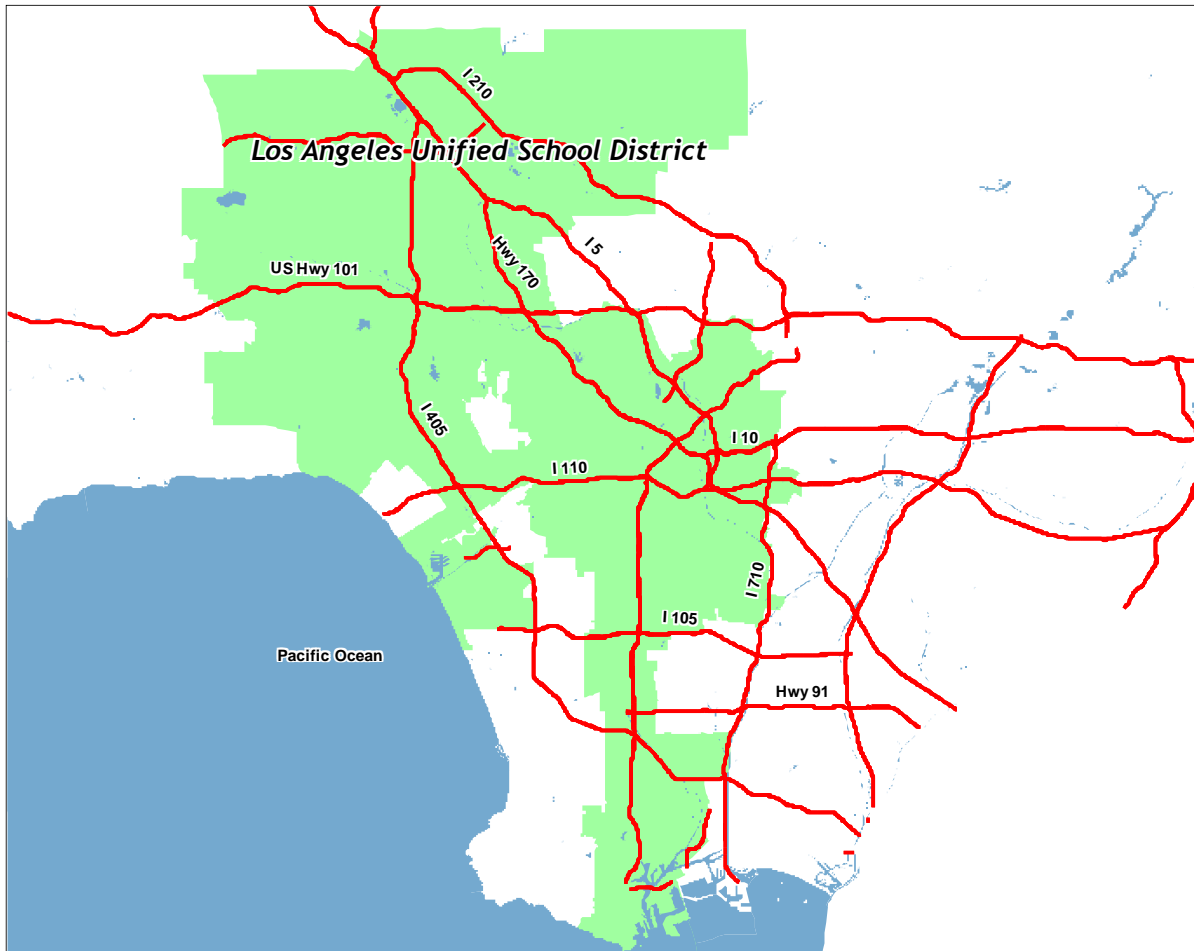 I 210
Los Angeles Unified School District
I 5
Hwy 170
US Hwy 101
I 405
I 10
I 110
I 710
I 105
Pacific Ocean
Hwy 91